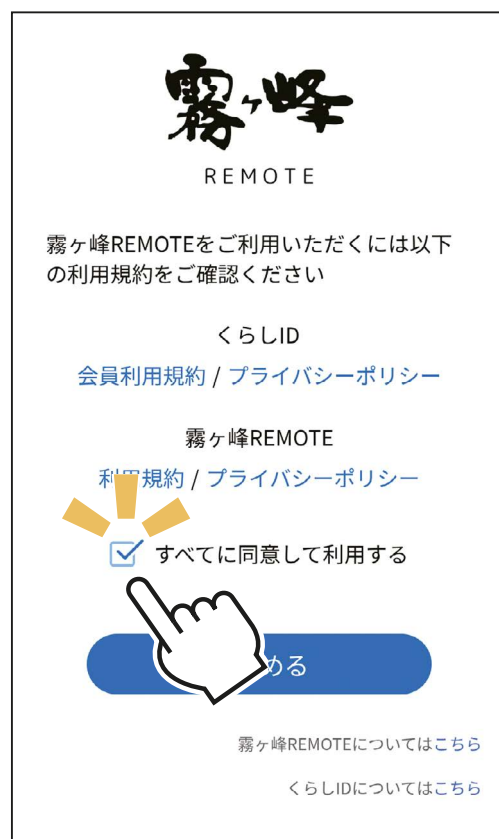 霧ヶ峰
REMOTE
霧ヶ峰REMOTEをご利用いただくには以下
の利用規約をご確認ください
くらしID
会員利用規約 / プライバシーポリシー
霧ヶ峰REMOTE
利用規約 / プライバシーポリシー
すべてに同意して利用する
める
霧ヶ峰REMOTEについてはこちら
くらしIDについてはこちら